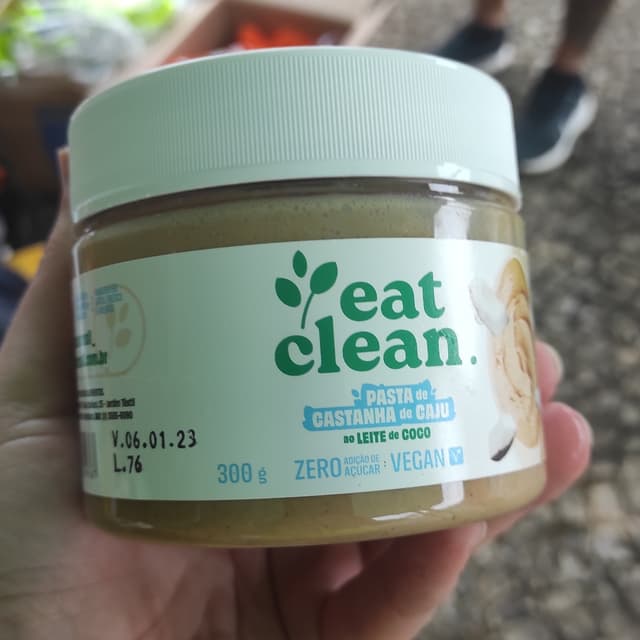 eat
clean.
PASTA de
CASTANHA de CAJU
ao LEITE de COCO
300 g
ZERO ADIÇÃO DE
AÇÚCAR : VEGAN V
V.06.01.23
L.76